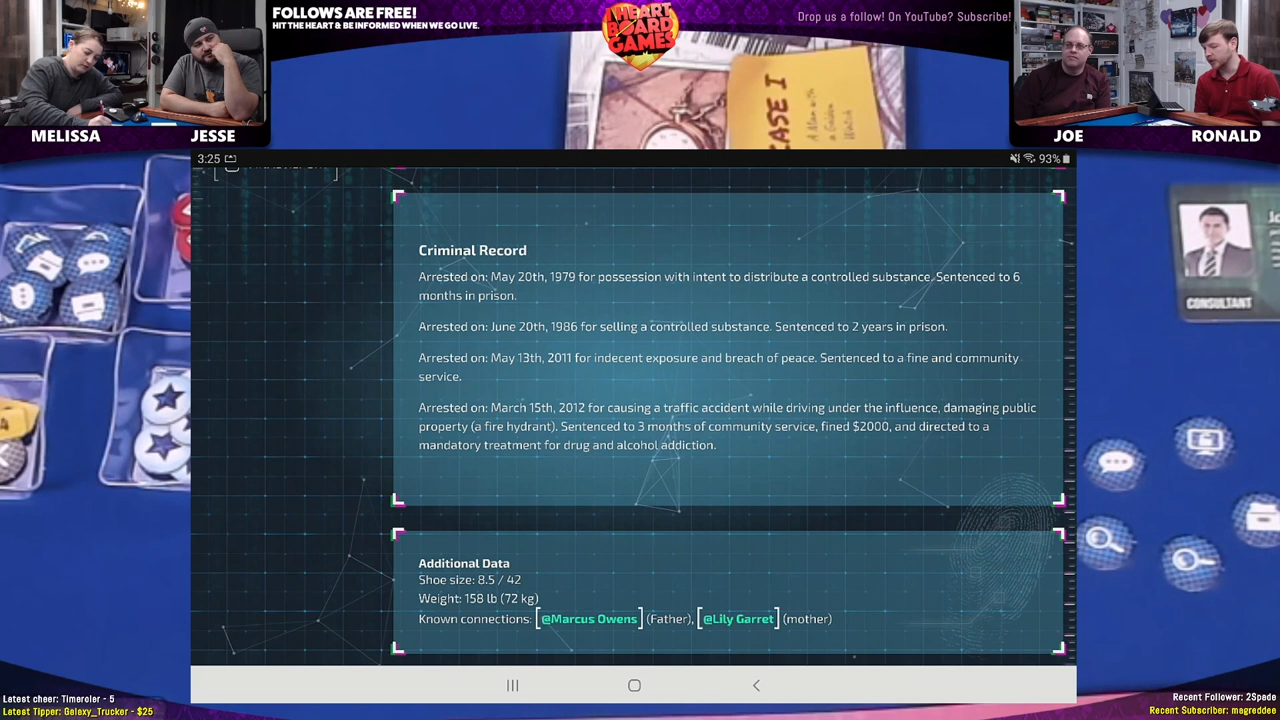 FOLLOWS ARE FREE!
HIT THE HEART & BE INFORMED WHEN WE GO LIVE.
I HEART
BOARD
GAMES
Drop us a follow! On YouTube? Subscribe!
MELISSA
JESSE
JOE
RONALD
CASE I
A Man with
a Golden
Watch
3:25
93%
Criminal Record
Arrested on: May 20th, 1979 for possession with intent to distribute a controlled substance. Sentenced to 6
months in prison.
Arrested on: June 20th, 1986 for selling a controlled substance. Sentenced to 2 years in prison.
Arrested on: May 13th, 2011 for indecent exposure and breach of peace. Sentenced to a fine and community
service.
Arrested on: March 15th, 2012 for causing a traffic accident while driving under the influence, damaging public
property (a fire hydrant). Sentenced to 3 months of community service, fined $2000, and directed to a
mandatory treatment for drug and alcohol addiction.
Additional Data
Shoe size: 8.5 / 42
Weight: 158 lb (72 kg)
Known connections: [@Marcus Owens] (Father), [@Lily Garret] (mother)
CONSULTANT
Latest cheer: Timeroler - 5
Latest Tipper: Galaxy_Trucker - $25
Recent Follower: 2Spade
Recent Subscriber: magreddee